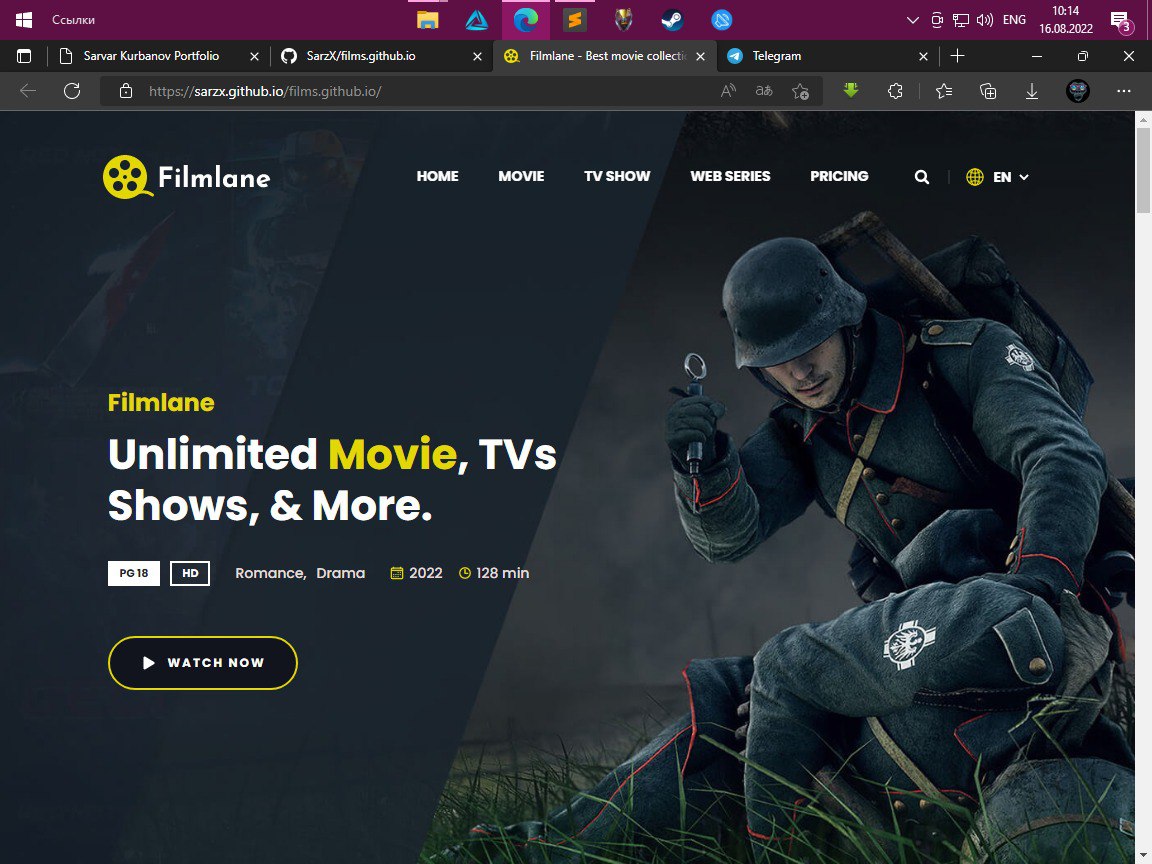 Ссылки
ENG
10:14
16.08.2022
3
Sarvar Kurbanov Portfolio
SarzX/films.github.io
Filmlane - Best movie collectic
Telegram
https://sarzx.github.io/films.github.io/
Filmlane
HOME
MOVIE
TV SHOW
WEB SERIES
PRICING
EN
Filmlane
Unlimited Movie, TVs
Shows, & More.
PG 18
HD
Romance, Drama
2022
128 min
WATCH NOW